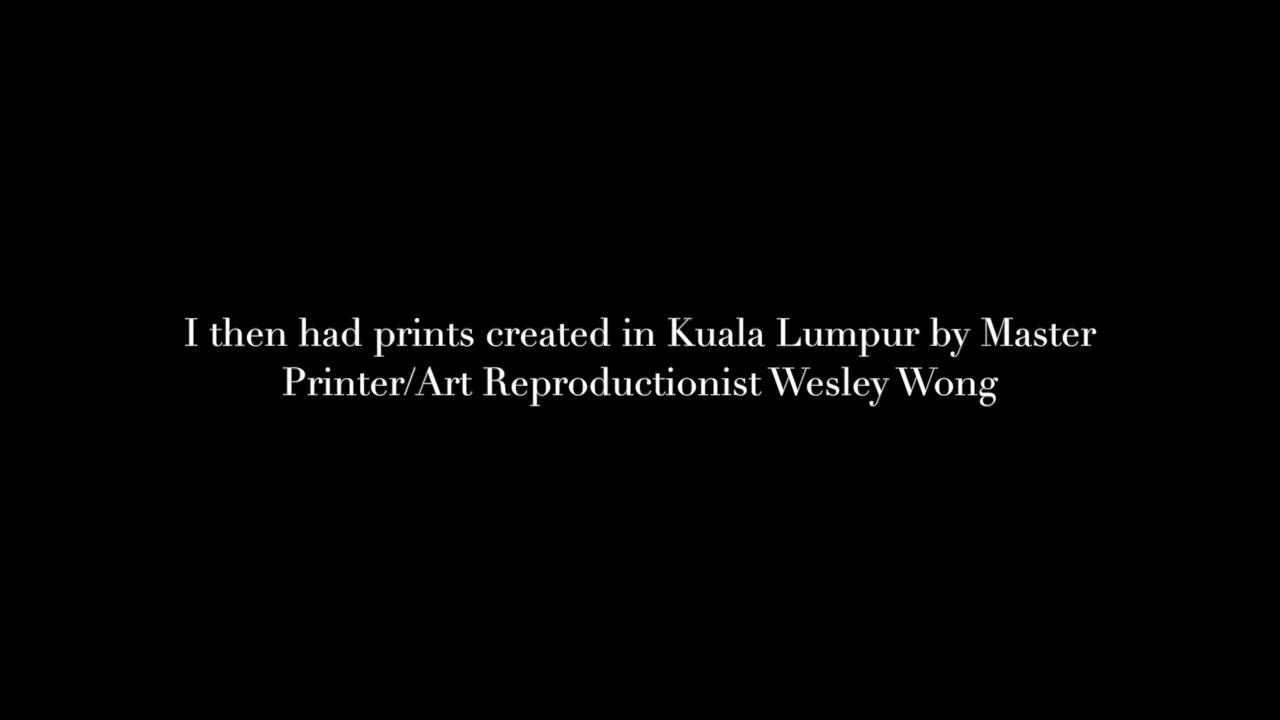 I then had prints created in Kuala Lumpur by Master
Printer/Art Reproductionist Wesley Wong